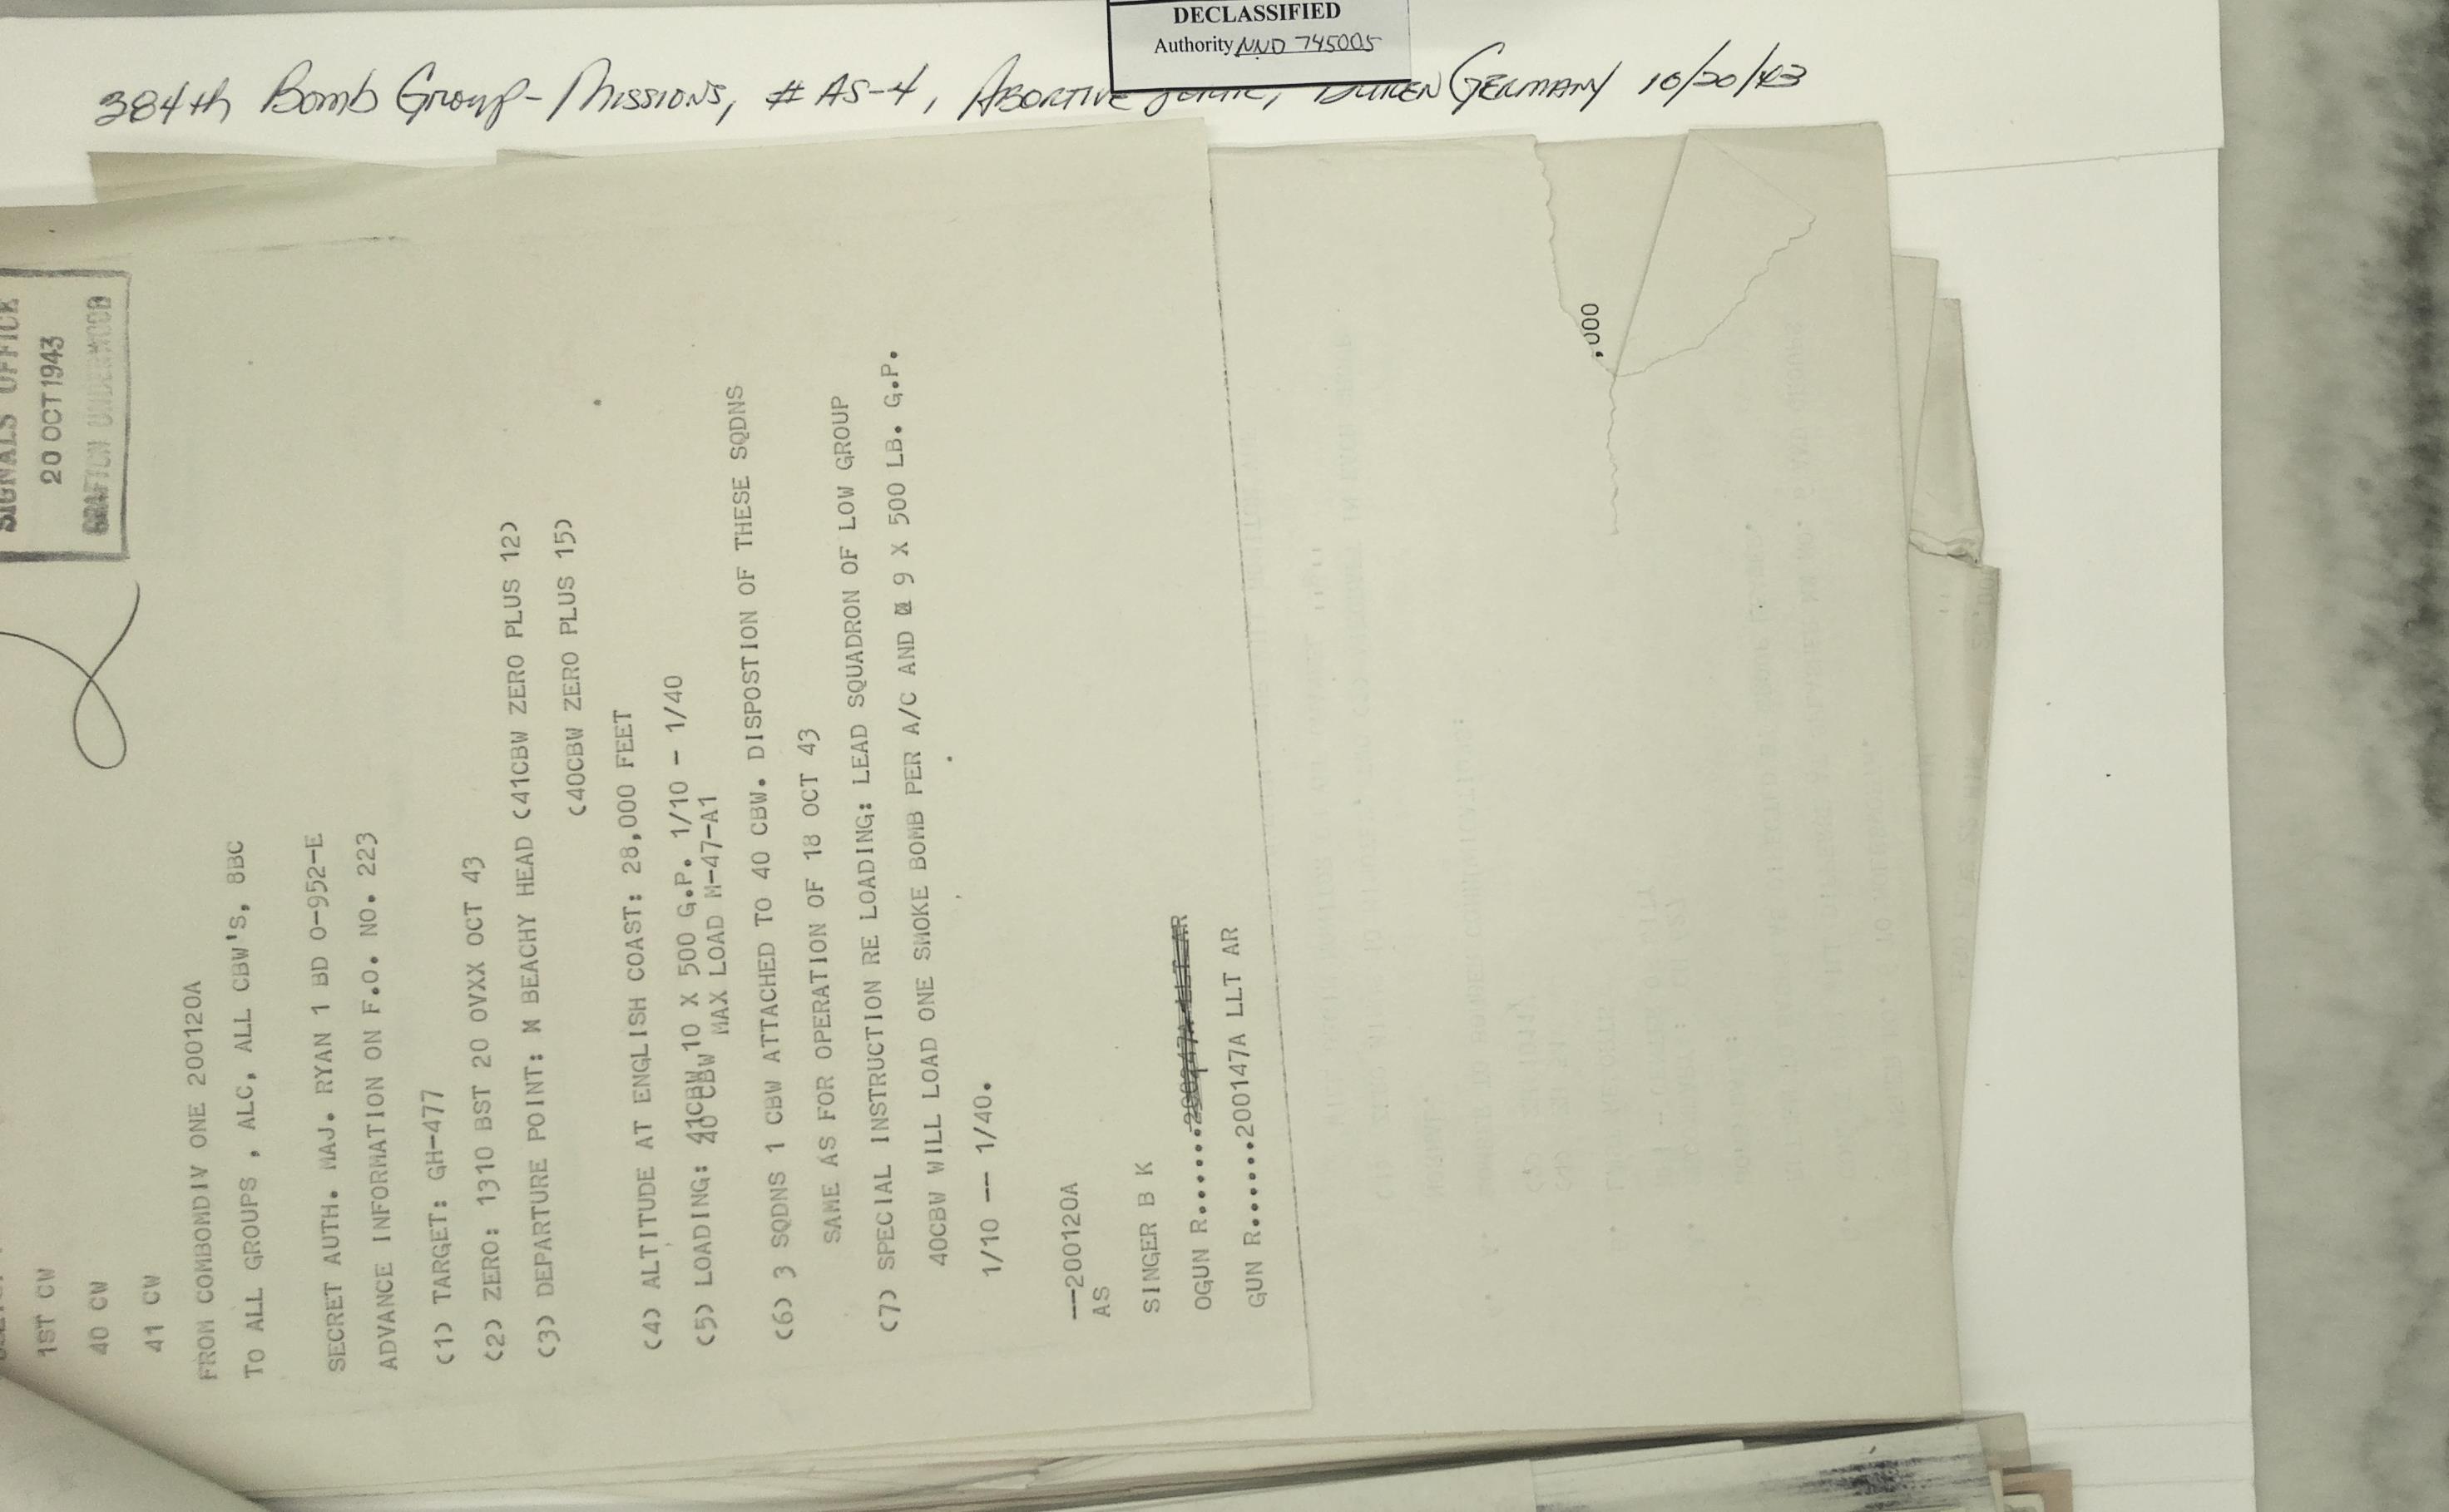 DECLASSIFIED
Authority NND 745005
384th Bomb Group - Missions, # AS-4, Abortive Germany 10/20/43
SIGNALS OFFICE
20 OCT 1943
GRAFTON UNDERWOOD
1ST CW
40 CW
41 CW
FROM COMBOMDIV ONE 200120A
TO ALL GROUPS , ALC, ALL CBW'S, 8BC
SECRET AUTH. MAJ. RYAN 1 BD O-952-E
ADVANCE INFORMATION ON F.O. NO. 223
(1) TARGET: GH-477
(2) ZERO: 1310 BST 20 OVXX OCT 43
(3) DEPARTURE POINT: BEACHY HEAD (41CBW ZERO PLUS 12)
(40CBW ZERO PLUS 15)
(4) ALTITUDE AT ENGLISH COAST: 28,000 FEET
(5) LOADING: 41CBW 10 X 500 G.P. 1/10 - 1/40
40 CBW MAX LOAD M-47-A1
(6) 3 SQDNS 1 CBW ATTACHED TO 40 CBW. DISPOSTION OF THESE SQDNS
SAME AS FOR OPERATION OF 18 OCT 43
(7) SPECIAL INSTRUCTION RE LOADING: LEAD SQUADRON OF LOW GROUP
40CBW WILL LOAD ONE SMOKE BOMB PER A/C AND 9 X 500 LB. G.P.
1/10 -- 1/40.
--200120A
AS
SINGER B K
OGUN R.......200247A LLT AR
GUN R.......200147A LLT AR
,000